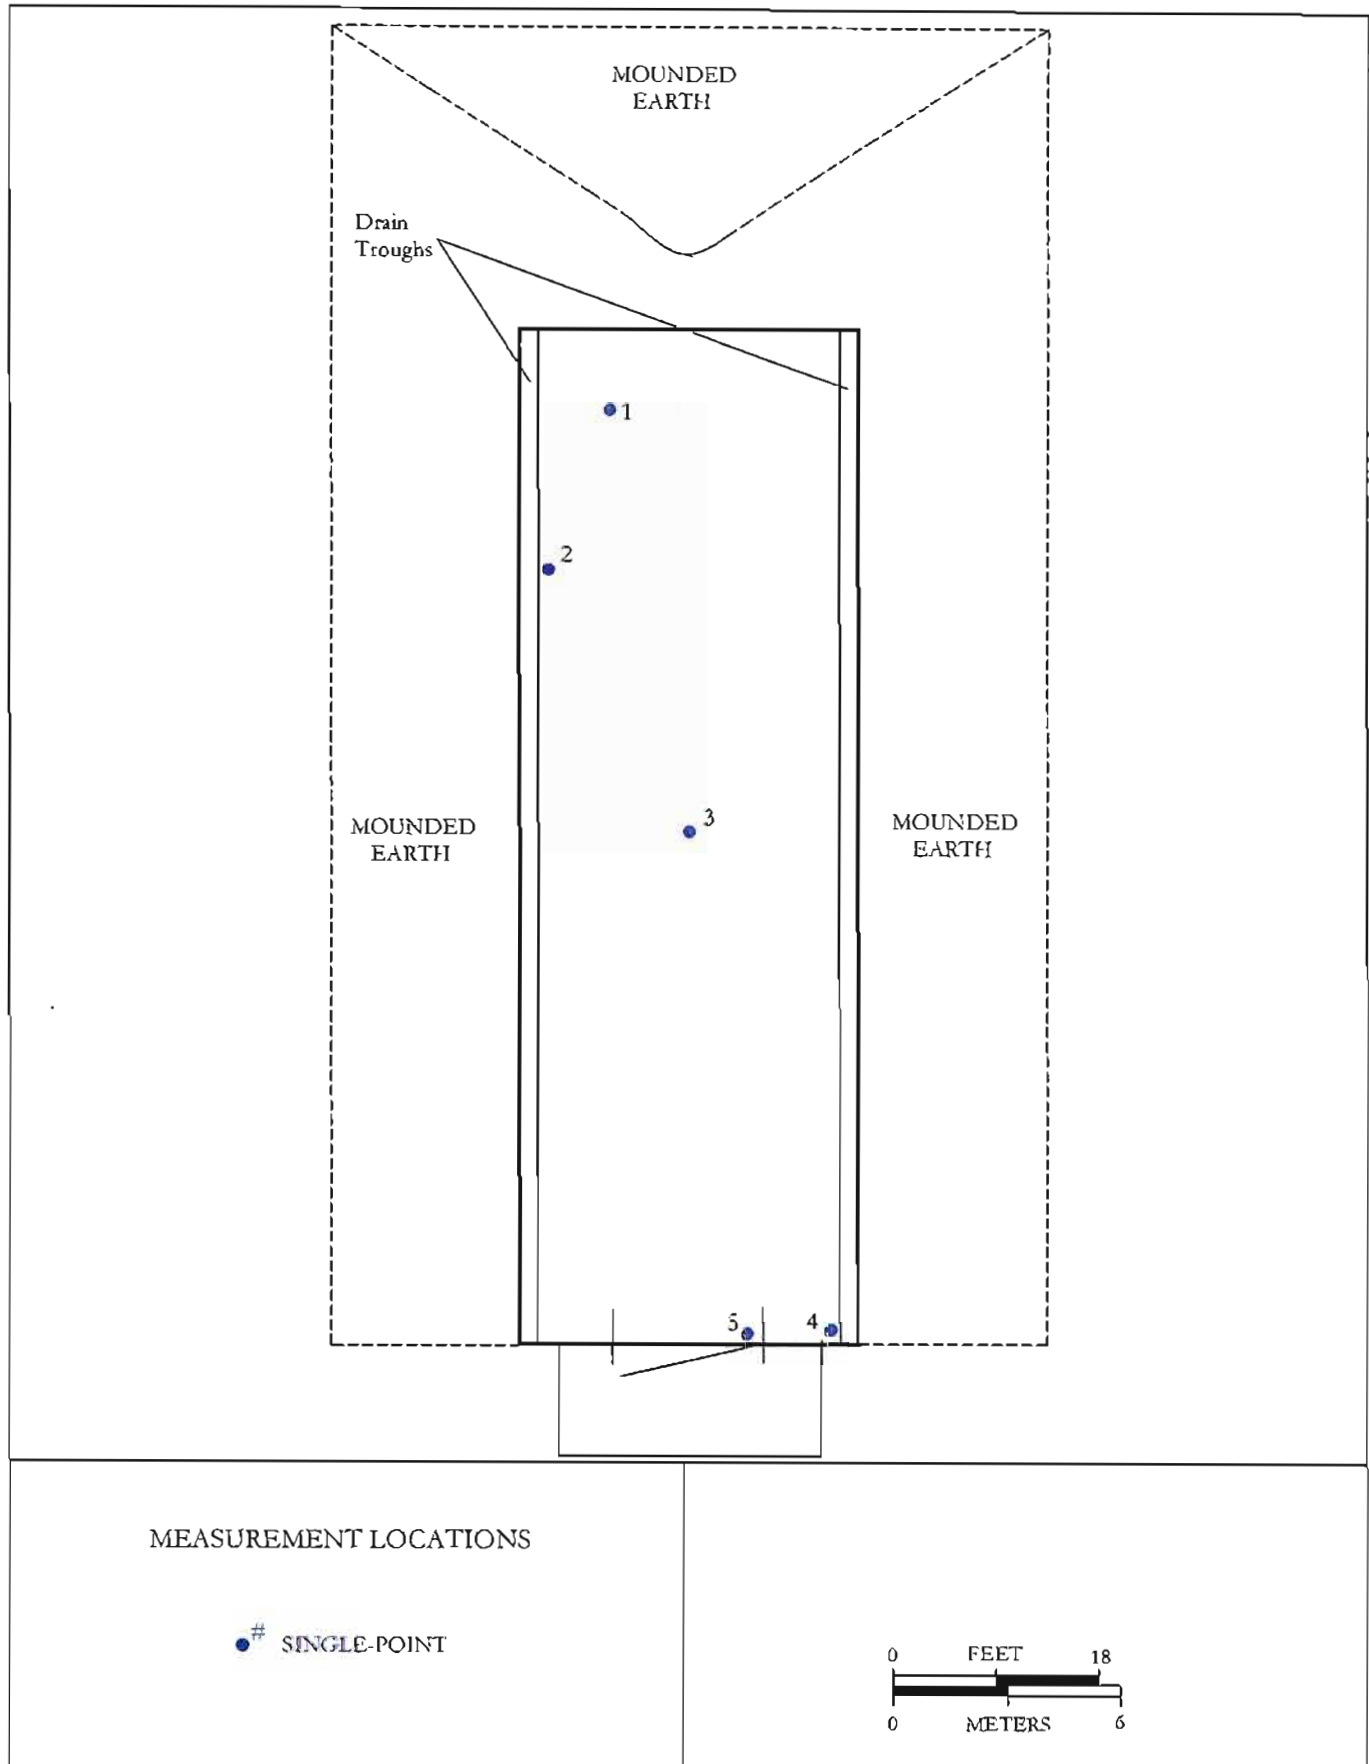 MOUNDED
EARTH
Drain
Troughs
1
2
3
MOUNDED
EARTH
MOUNDED
EARTH
5
4
MEASUREMENT LOCATIONS
# SINGLE-POINT
0 FEET 18
0 METERS 6